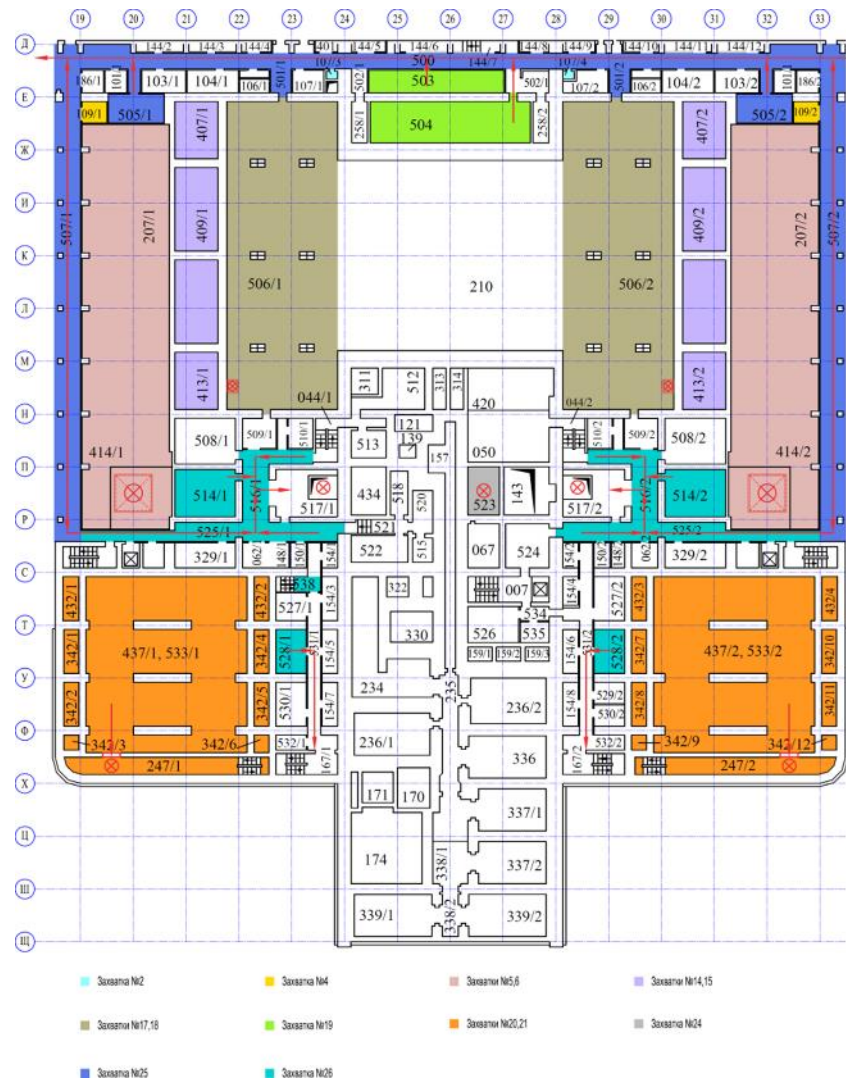 19 20 21 22 23 24 25 26 27 28 29 30 31 32 33
Д 144/2 144/3 144/4 40 144/5 144/6 144/7 144/8 144/9 144/10 144/11 144/12
107/3 500 107/4
186/1 101/1 103/1 104/1 106/1 501/1 107/1 502/1 503 502/1 107/2 501/2 106/2 104/2 103/2 101/1 186/2
Е
109/1 505/1 407/1 258/1 504 258/2 407/2 505/2 109/2
Ж
И
507/1 207/1 409/1 409/2 207/2 507/2
К
506/1 210 506/2
Л
М
413/1 044/1 311 512 313 314 420 044/2 413/2
Н
414/1 508/1 509/1 510/1 513 121 139 157 050 510/2 509/2 508/2 414/2
П
514/1 516/1 517/1 434 518 520 523 143 517/2 516/2 514/2
Р
525/1 52 525/2
329/1 062/1 148/1 150/1 154/1 522 515 067 524 154/2 150/2 148/2 062/2 329/2
С
432/1 432/2 538 527/1 154/3 322 007 154/4 527/2 432/3 432/4
534
Т
342/1 437/1, 533/1 342/4 528/1 531/1 154/5 330 526 535 154/6 531/2 528/2 342/7 437/2, 533/2 342/10
159/1 159/2 159/3
У
342/2 342/5 530/1 154/7 234 235 236/2 154/8 529/2 530/2 342/8 342/11
Ф
342/3 342/6 532/1 236/1 336 532/2 342/9 342/12
247/1 167/1 167/2 247/2
Х
171 170 337/1
Ц
174 338/1 337/2
Ш
339/1 338/2 339/2
Щ
Захватка №2 Захватка №4 Захватки №5,6 Захватки №14,15
Захватки №17,18 Захватка №19 Захватки №20,21 Захватка №24
Захватка №25 Захватка №26